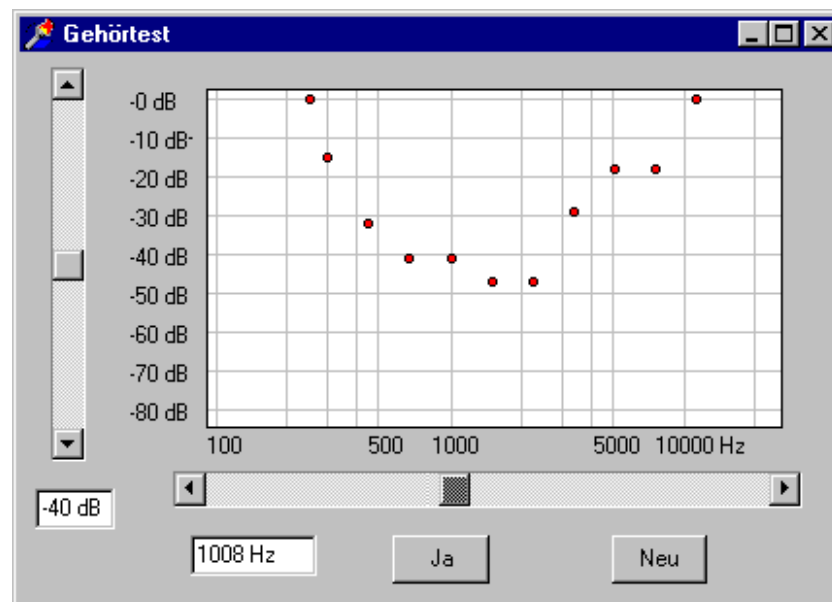 Gehörtest
-0 dB
-10 dB
-20 dB
-30 dB
-40 dB
-50 dB
-60 dB
-70 dB
-80 dB
100 500 1000 5000 10000 Hz
-40 dB
1008 Hz
Ja
Neu